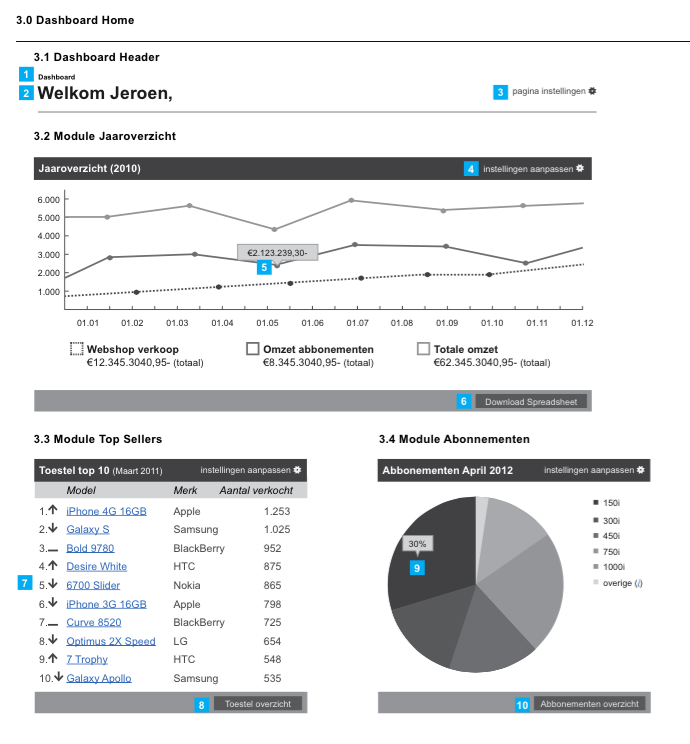 3.0 Dashboard Home
3.1 Dashboard Header
1 Dashboard
2 Welkom Jeroen,
3 pagina instellingen
3.2 Module Jaaroverzicht
Jaaroverzicht (2010)
4 instellingen aanpassen
6.000
5.000
4.000
3.000
2.000
1.000
€2.123.239,30-
5
01.01 01.02 01.03 01.04 01.05 01.06 01.07 01.08 01.09 01.10 01.11 01.12
Webshop verkoop
€12.345.3040,95- (totaal)
Omzet abbonementen
€8.345.3040,95- (totaal)
Totale omzet
€62.345.3040,95- (totaal)
6 Download Spreadsheet
3.3 Module Top Sellers
Toestel top 10 (Maart 2011) instellingen aanpassen
Model Merk Aantal verkocht
1. iPhone 4G 16GB Apple 1.253
2. Galaxy S Samsung 1.025
3. Bold 9780 BlackBerry 952
4. Desire White HTC 875
7
5. 6700 Slider Nokia 865
6. iPhone 3G 16GB Apple 798
7. Curve 8520 BlackBerry 725
8. Optimus 2X Speed LG 654
9. 7 Trophy HTC 548
10. Galaxy Apollo Samsung 535
8 Toestel overzicht
3.4 Module Abonnementen
Abbonementen April 2012 instellingen aanpassen
30%
9
150i
300i
450i
750i
1000i
overige (i)
10 Abbonementen overzicht